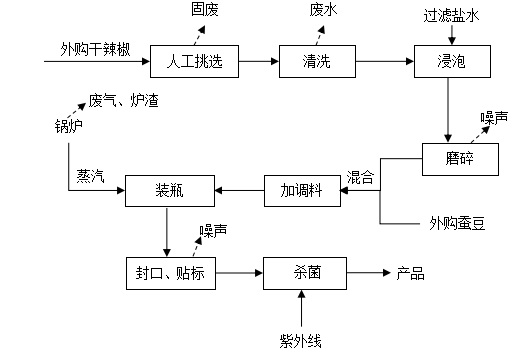 固废
废水
过滤盐水
外购干辣椒
人工挑选
清洗
浸泡
废气、炉渣
噪声
锅炉
磨碎
蒸汽
装瓶
加调料
混合
外购蚕豆
噪声
封口、贴标
杀菌
产品
紫外线